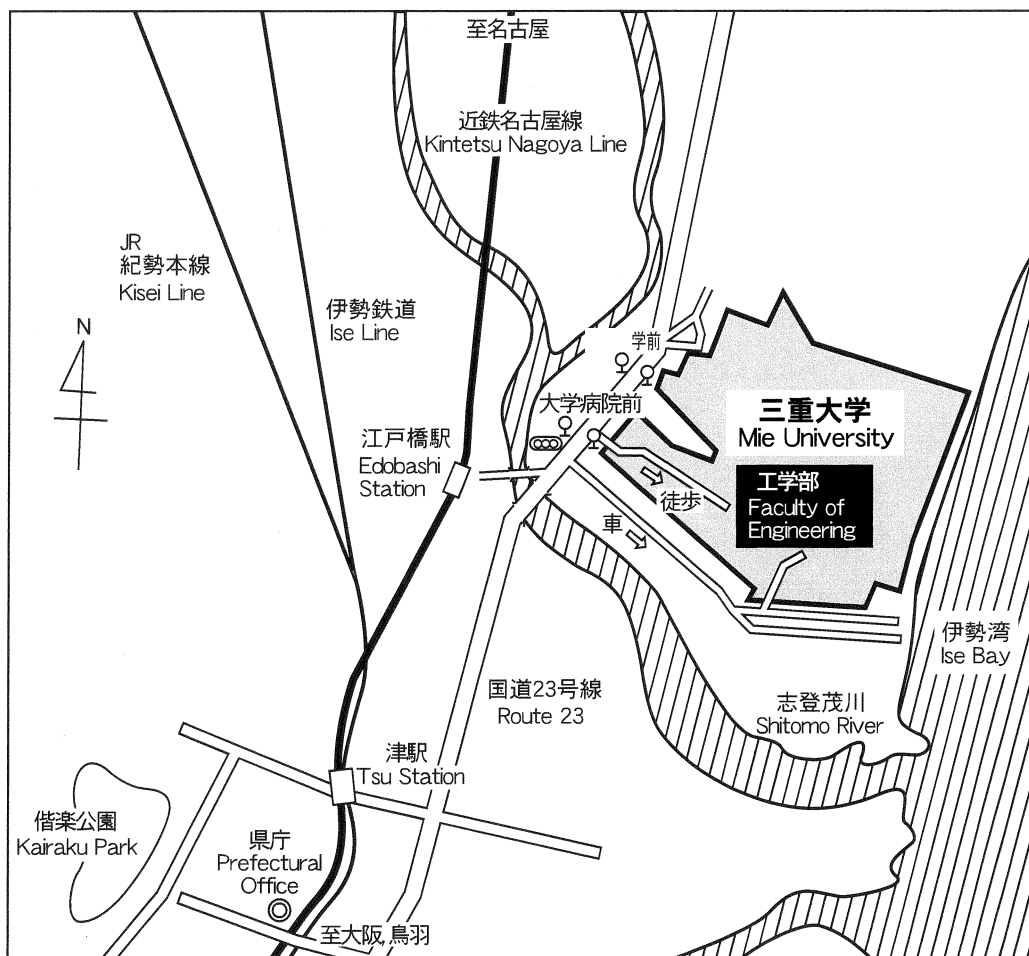 至名古屋
近鉄名古屋線
Kintetsu Nagoya Line
JR
紀勢本線
Kisei Line
伊勢鉄道
Ise Line
N
学前
大学病院前
三重大学
Mie University
江戸橋駅
Edobashi
Station
工学部
Faculty of
Engineering
徒歩
車
伊勢湾
Ise Bay
国道23号線
Route 23
志登茂川
Shitomo River
津駅
Tsu Station
偕楽公園
Kairaku Park
県庁
Prefectural
Office
至大阪,鳥羽